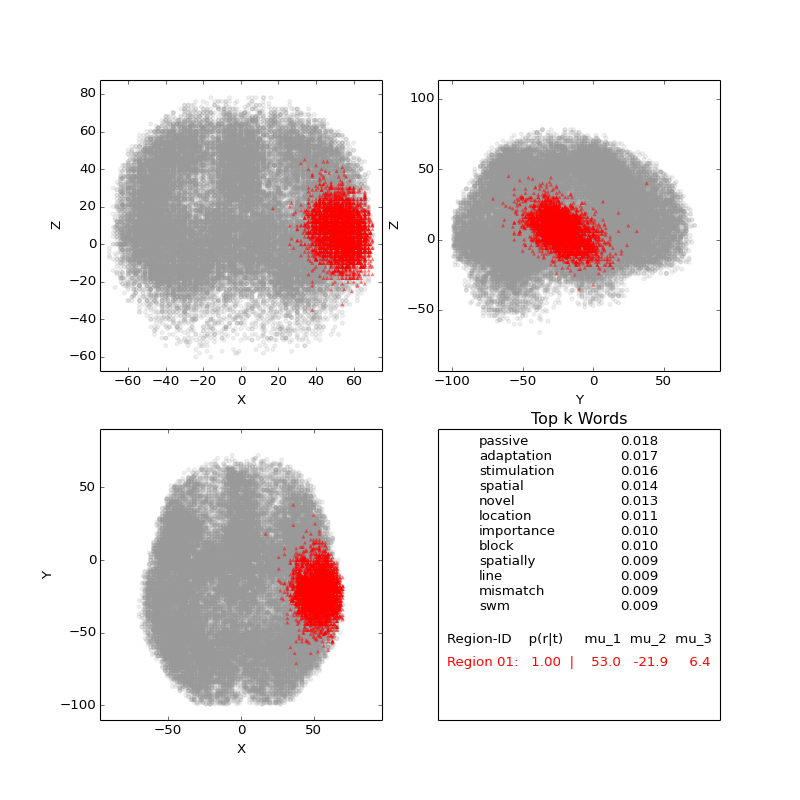 80
60
40
20
0
−20
−40
−60
Z
−60 −40 −20 0 20 40 60
X
100
50
0
−50
Z
−100 −50 0 50
Y
50
0
−50
−100
Y
−50 0 50
X
Top k Words
passive 0.018
adaptation 0.017
stimulation 0.016
spatial 0.014
novel 0.013
location 0.011
importance 0.010
block 0.010
spatially 0.009
line 0.009
mismatch 0.009
swm 0.009
Region-ID p(r|t) mu_1 mu_2 mu_3
Region 01: 1.00 | 53.0 -21.9 6.4